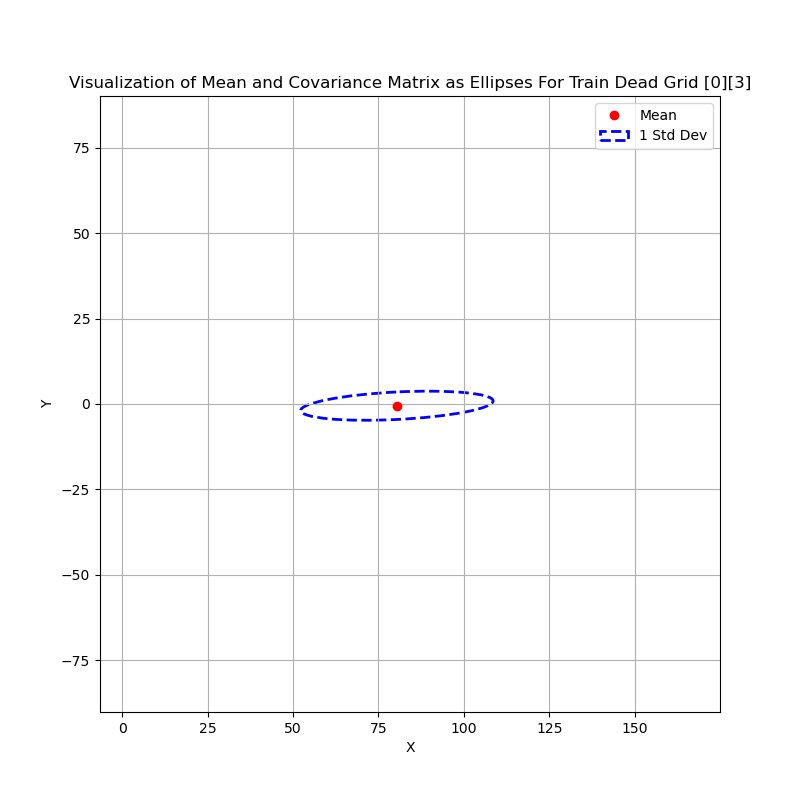 Visualization of Mean and Covariance Matrix as Ellipses For Train Dead Grid [0][3]
Mean
1 Std Dev
75
50
25
0
−25
−50
−75
Y
0
25
50
75
100
125
150
X